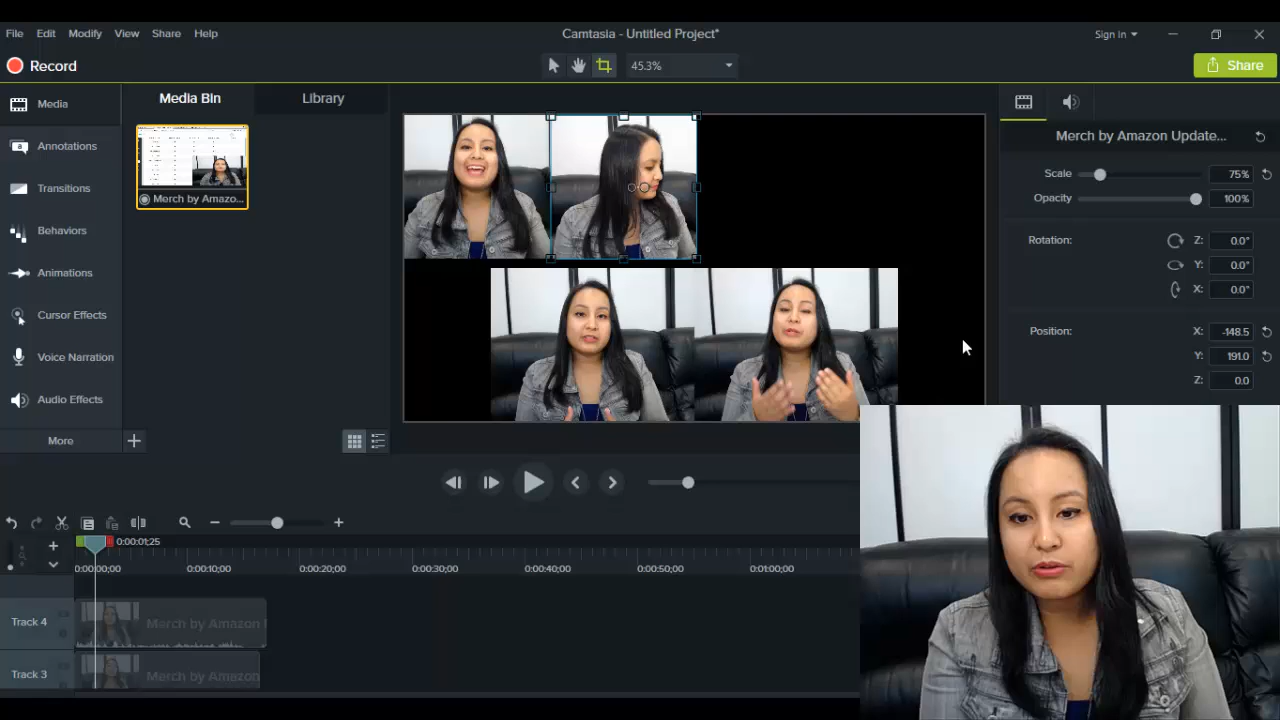 File Edit Modify View Share Help
Camtasia - Untitled Project*
Sign in
Record
45.3%
Share
Media
Media Bin
Library
Annotations
Transitions
Behaviors
Animations
Cursor Effects
Voice Narration
Audio Effects
More
Merch by Amazo...
Merch by Amazon Update...
Scale 75%
Opacity 100%
Rotation: Z: 0.0°
Y: 0.0°
X: 0.0°
Position: X: -148.5
Y: 191.0
Z: 0.0
0:00:01;25
0:00:00;00 0:00:10;00 0:00:20;00 0:00:30;00 0:00:40;00 0:00:50;00 0:01:00;00
Track 4
Merch by Amazon
Track 3
Merch by Amazon